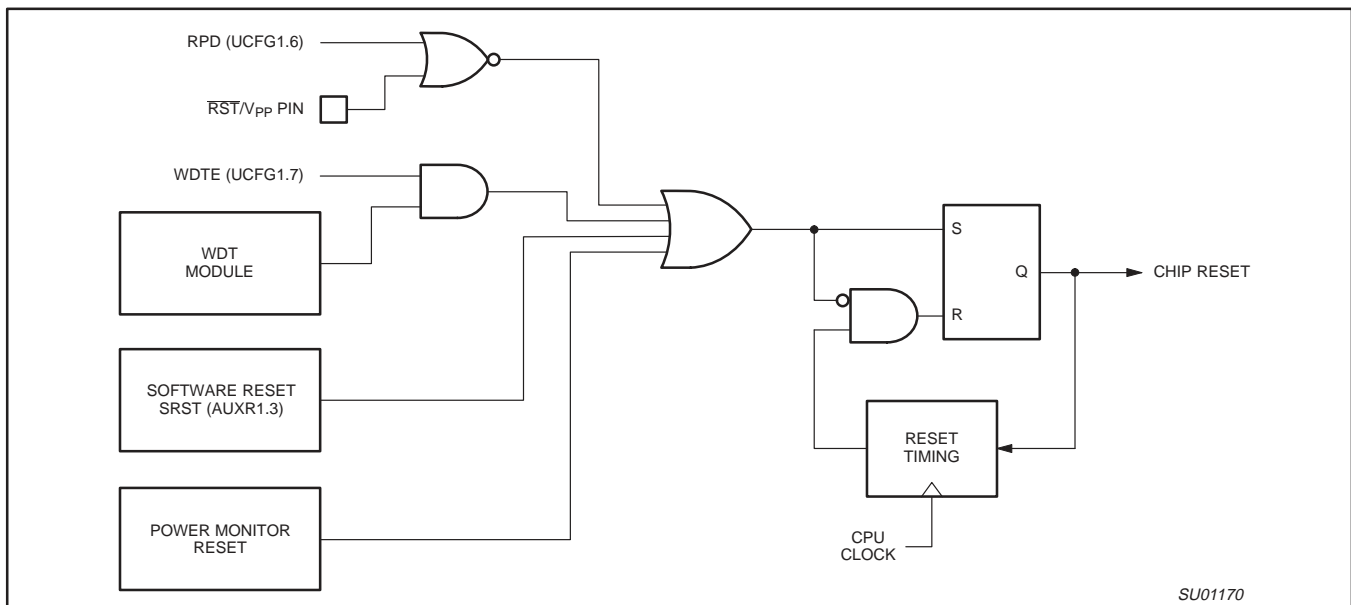 RPD (UCFG1.6)
RST/VPP PIN
WDTE (UCFG1.7)
WDT
MODULE
SOFTWARE RESET
SRST (AUXR1.3)
POWER MONITOR
RESET
S
Q
R
CHIP RESET
RESET
TIMING
CPU
CLOCK
SU01170